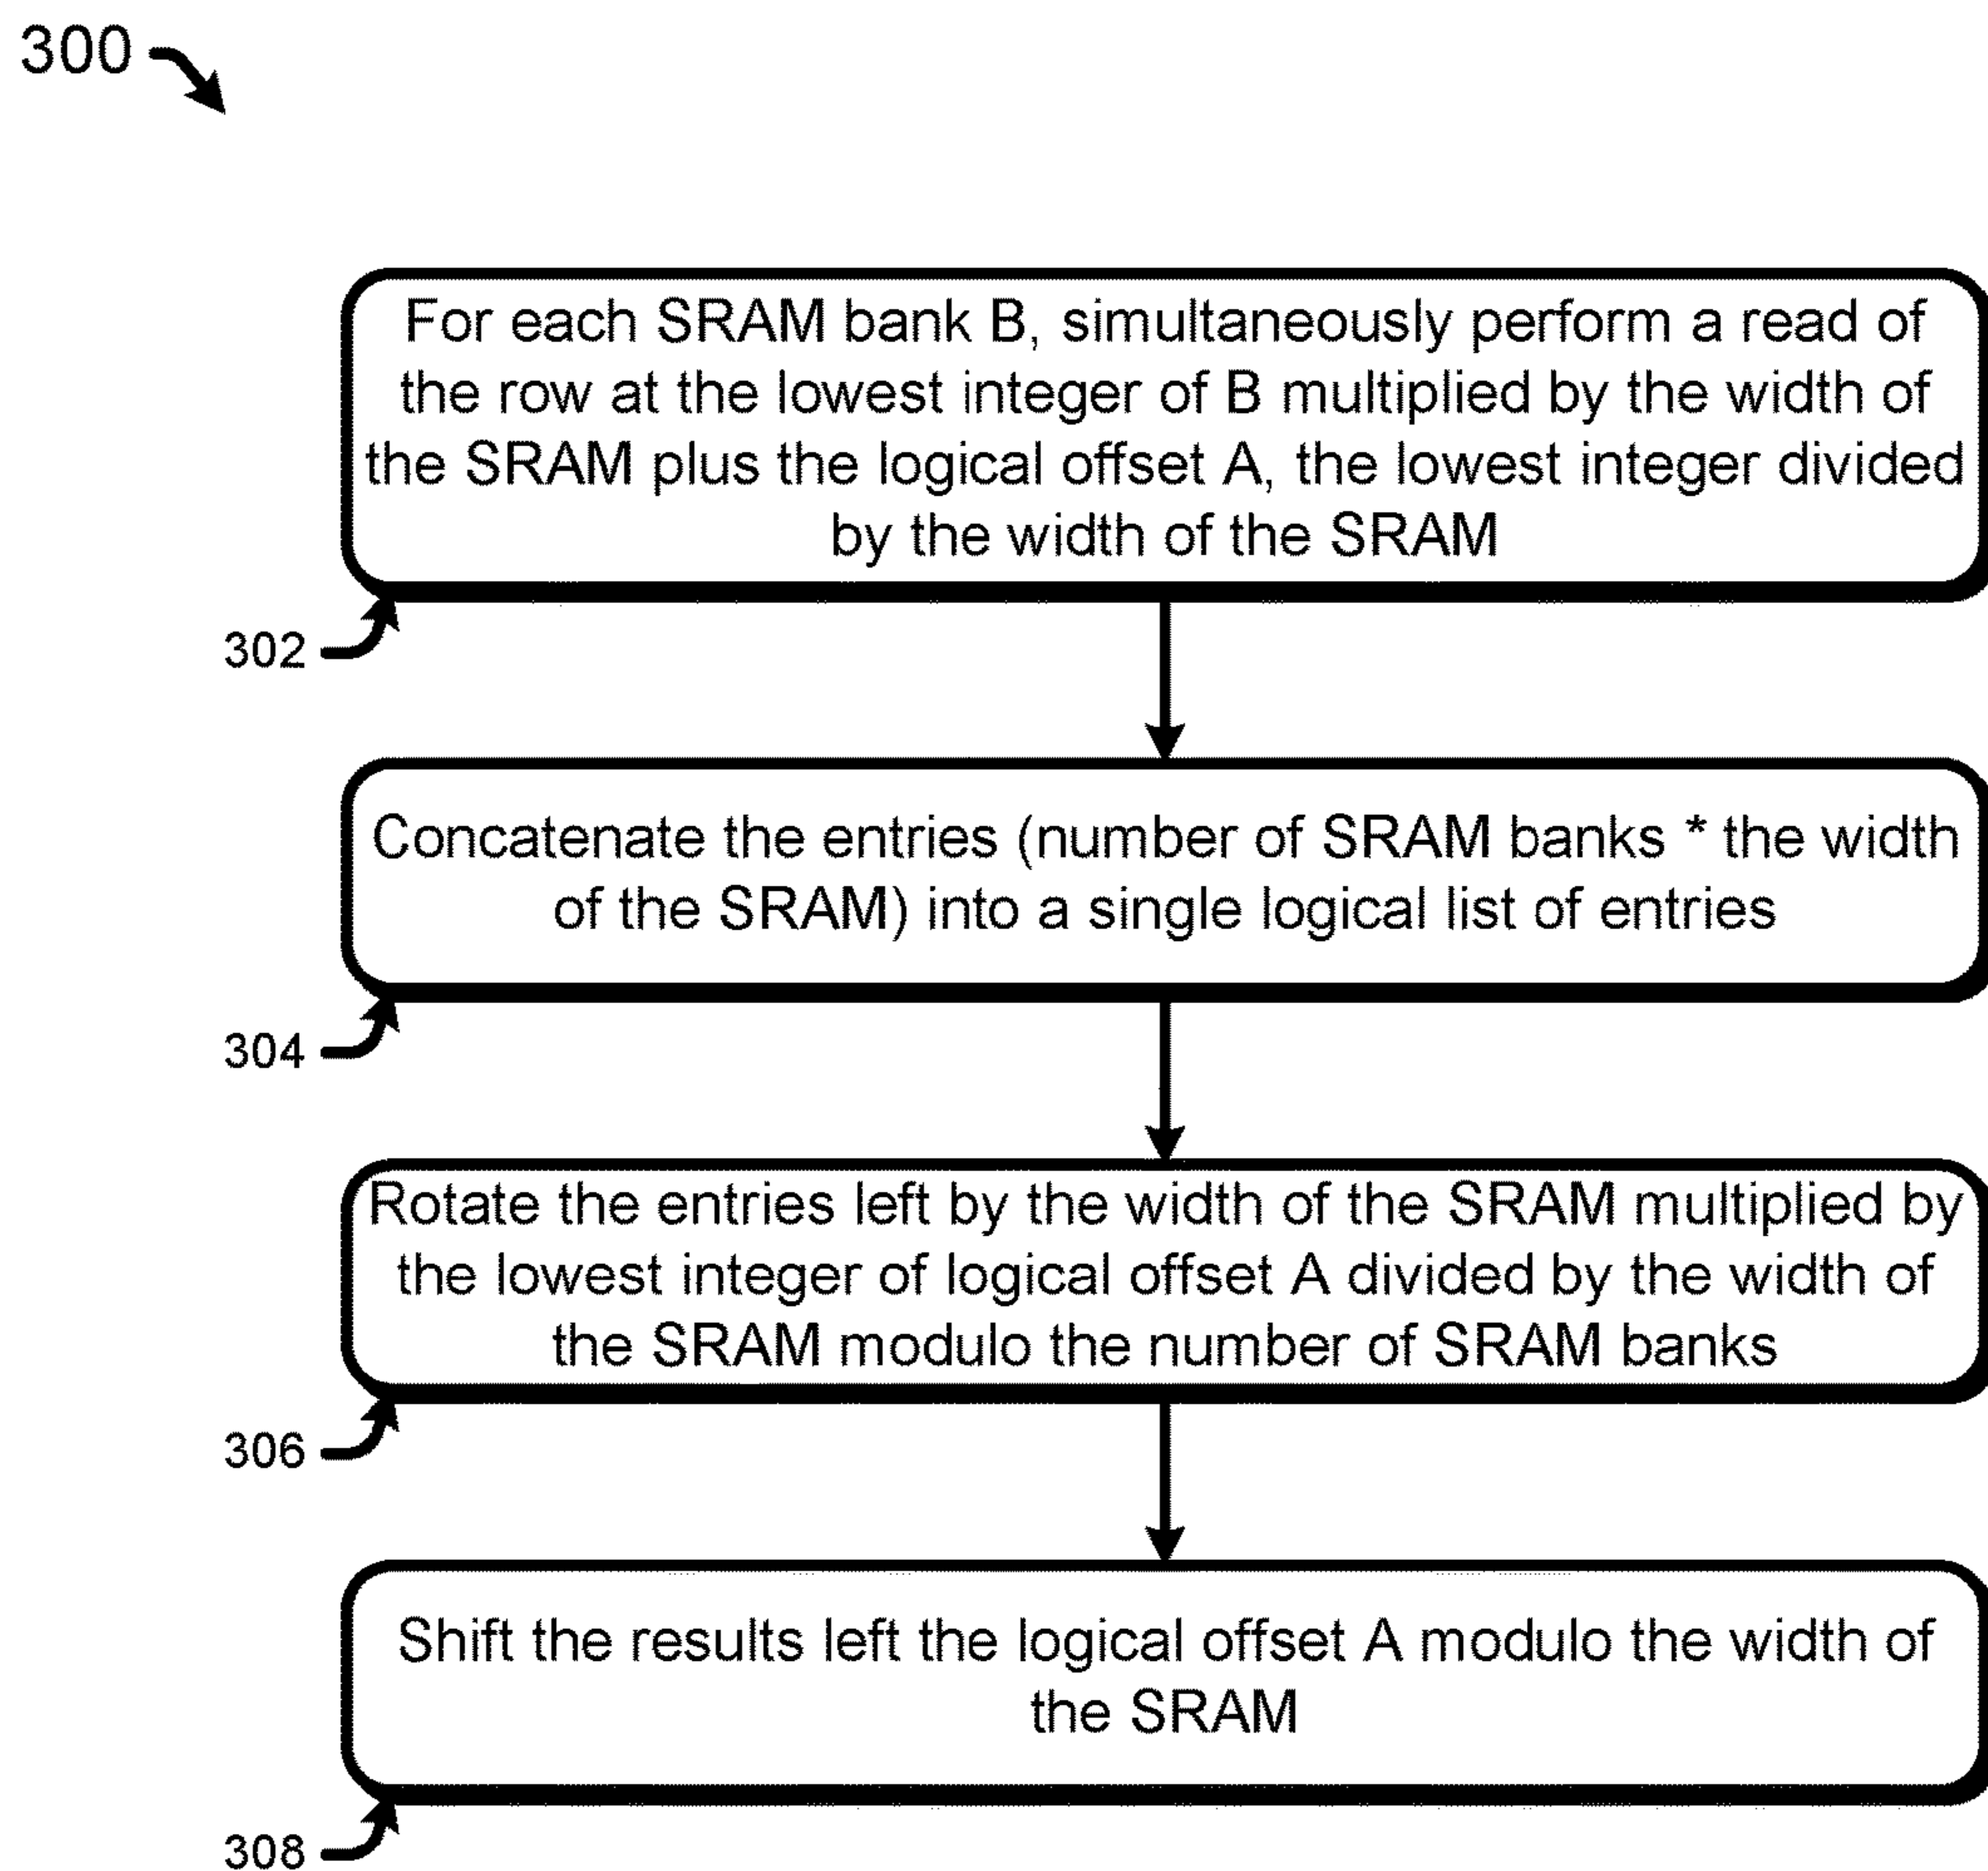 300
For each SRAM bank B, simultaneously perform a read of
the row at the lowest integer of B multiplied by the width of
the SRAM plus the logical offset A, the lowest integer divided
by the width of the SRAM
302
Concatenate the entries (number of SRAM banks * the width
of the SRAM) into a single logical list of entries
304
Rotate the entries left by the width of the SRAM multiplied by
the lowest integer of logical offset A divided by the width of
the SRAM modulo the number of SRAM banks
306
Shift the results left the logical offset A modulo the width of
the SRAM
308